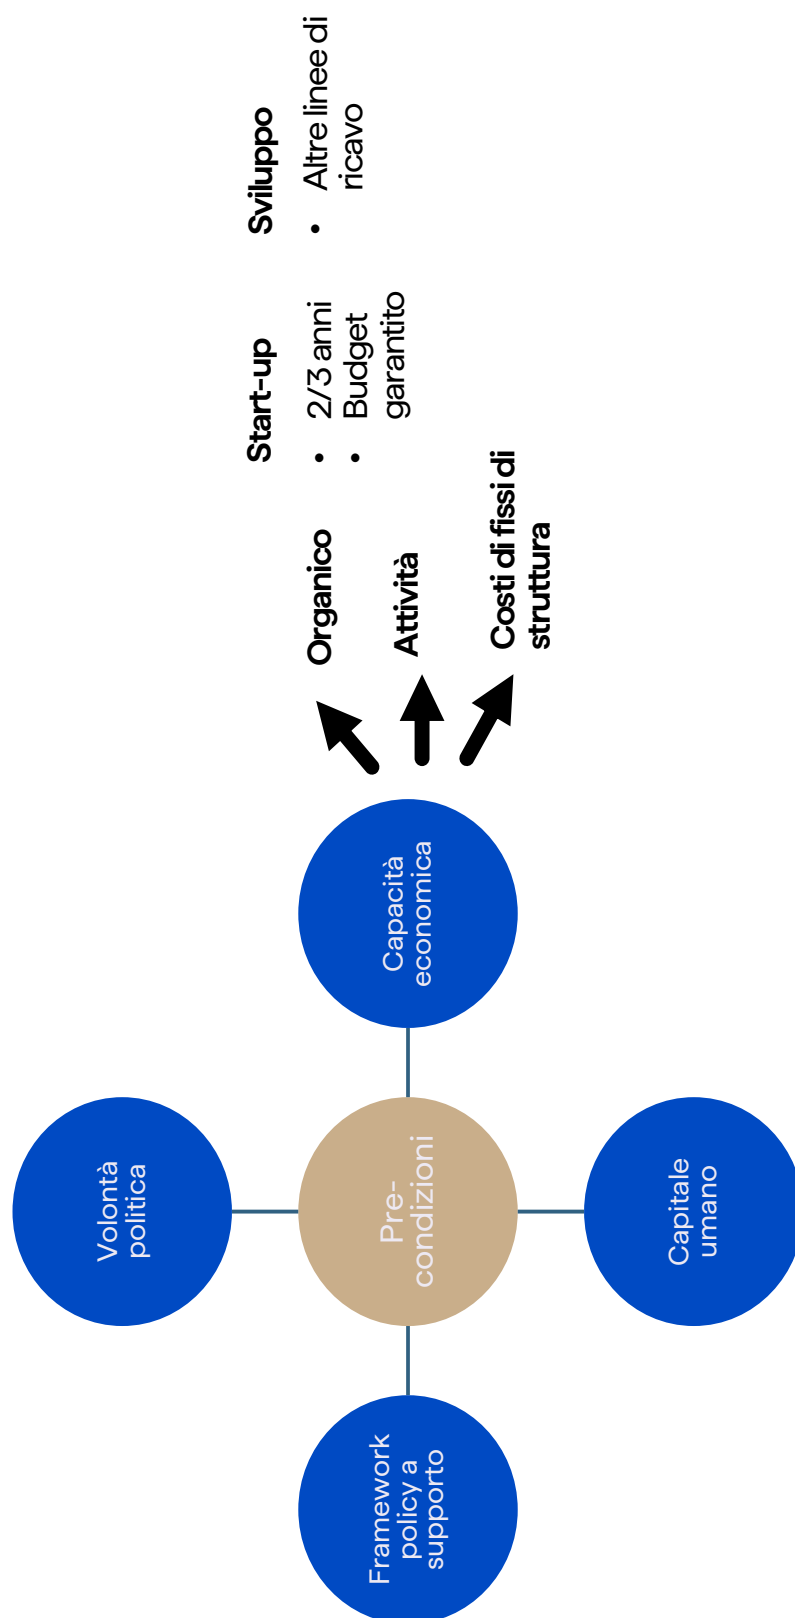 Volontà
politica
Framework
policy a
supporto
Pre-
condizioni
Capacità
economica
Capitale
umano
Organico
Attività
Costi di fissi di
struttura
Start-up
• 2/3 anni
• Budget
garantito
Sviluppo
• Altre linee di
ricavo